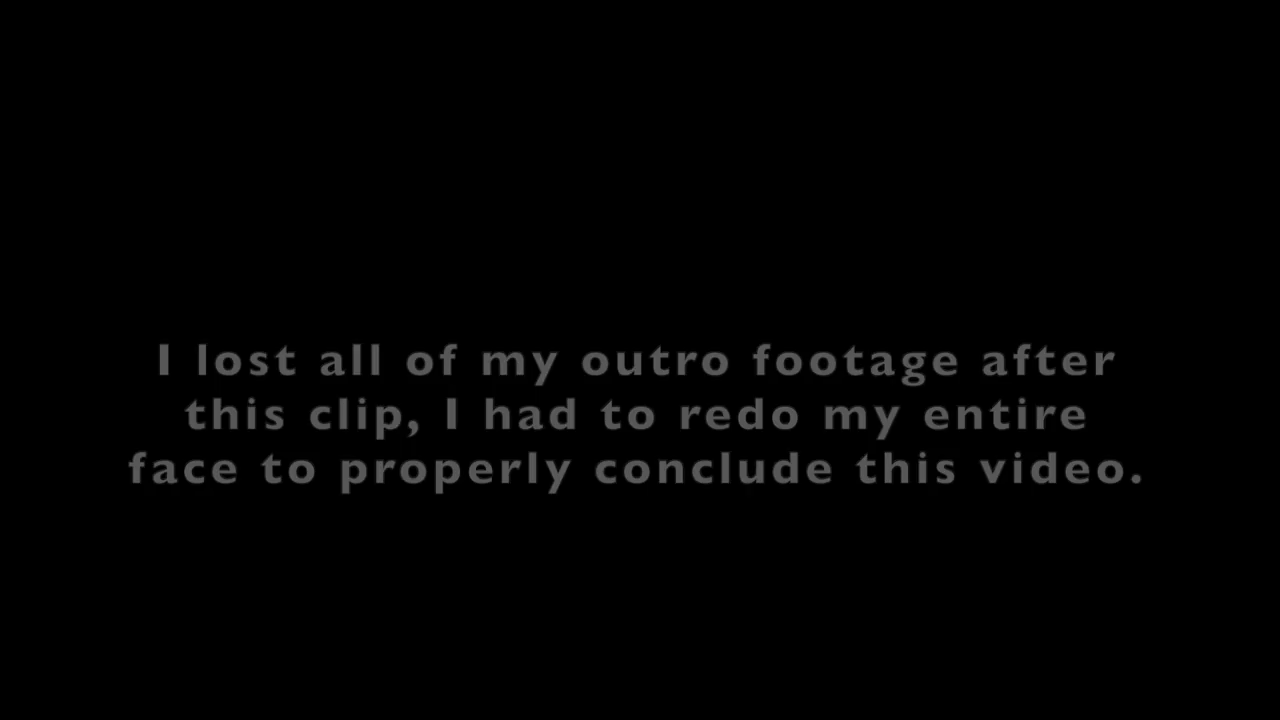 I lost all of my outro footage after
this clip, I had to redo my entire
face to properly conclude this video.